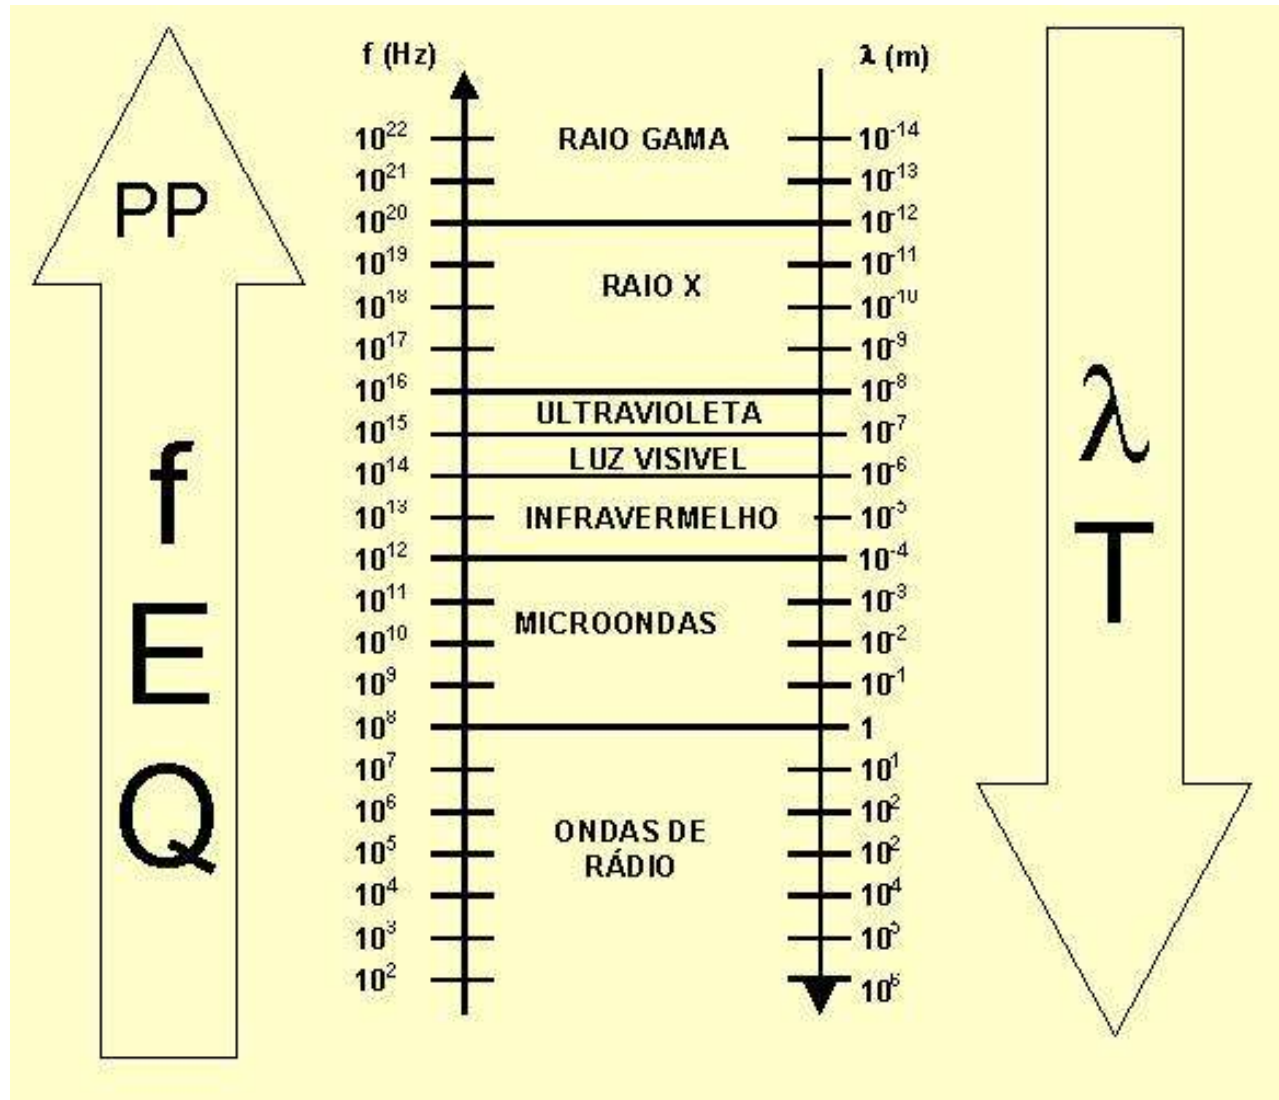 f (Hz) λ (m)
10²² RAIO GAMA 10⁻¹⁴
10²¹ 10⁻¹³
PP
10²⁰ 10⁻¹²
10¹⁹ 10⁻¹¹
RAIO X
10¹⁸ 10⁻¹⁰
10¹⁷ 10⁻⁹
10¹⁶ 10⁻⁸
ULTRAVIOLETA
10¹⁵ 10⁻⁷
λ
LUZ VISIVEL
10¹⁴ 10⁻⁶
f
10¹³ INFRAVERMELHO 10⁻⁵
10¹² 10⁻⁴
T
10¹¹ 10⁻³
MICROONDAS
10¹⁰ 10⁻²
E
10⁹ 10⁻¹
10⁸ 1
10⁷ 10¹
10⁶ 10²
Q
ONDAS DE
10⁵ 10²
RÁDIO
10⁴ 10⁴
10³ 10⁵
10² 10⁶